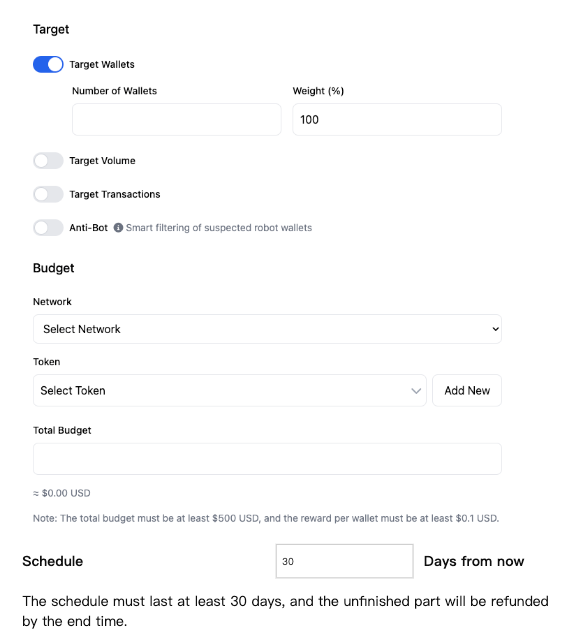 Target
Target Wallets
Number of Wallets
Weight (%)
100
Target Volume
Target Transactions
Anti-Bot Smart filtering of suspected robot wallets
Budget
Network
Select Network
Token
Select Token
Add New
Total Budget
≈ $0.00 USD
Note: The total budget must be at least $500 USD, and the reward per wallet must be at least $0.1 USD.
Schedule 30 Days from now
The schedule must last at least 30 days, and the unfinished part will be refunded
by the end time.